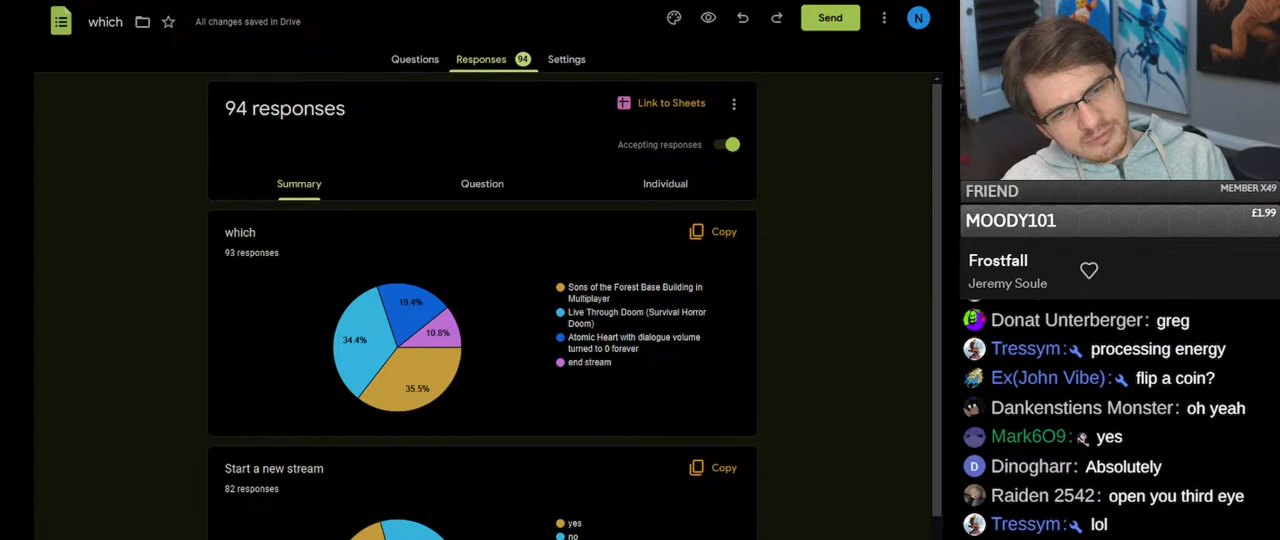 which
All changes saved in Drive
Send
N
Questions
Responses 94
Settings
94 responses
Link to Sheets
Accepting responses
Summary
Question
Individual
which
Copy
93 responses
19.4%
10.8%
34.4%
35.5%
Sons of the Forest Base Building in
Multiplayer
Live Through Doom (Survival Horror
Doom)
Atomic Heart with dialogue volume
turned to 0 forever
end stream
Start a new stream
Copy
82 responses
yes
no
FRIEND
MEMBER X49
MOODY101
£1.99
Frostfall
Jeremy Soule
Donat Unterberger: greg
Tressym: processing energy
Ex(John Vibe): flip a coin?
Dankenstiens Monster: oh yeah
Mark6O9: yes
D Dinogharr: Absolutely
Raiden 2542: open you third eye
Tressym: lol